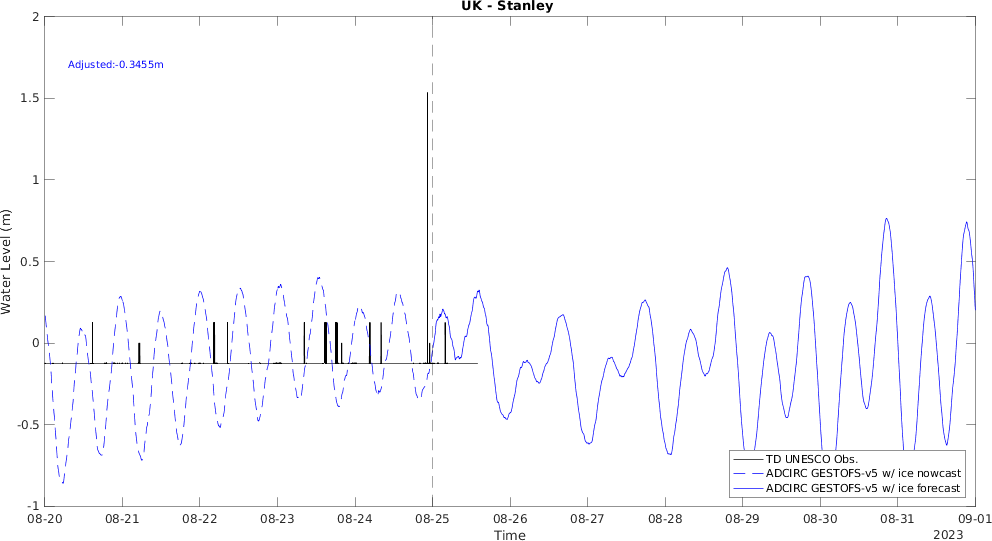 UK - Stanley
Adjusted:-0.3455m
Water Level (m)
2
1.5
1
0.5
0
-0.5
-1
TD UNESCO Obs.
ADCIRC GESTOFS-v5 w/ ice nowcast
ADCIRC GESTOFS-v5 w/ ice forecast
08-20 08-21 08-22 08-23 08-24 08-25 08-26 08-27 08-28 08-29 08-30 08-31 09-01
Time
2023